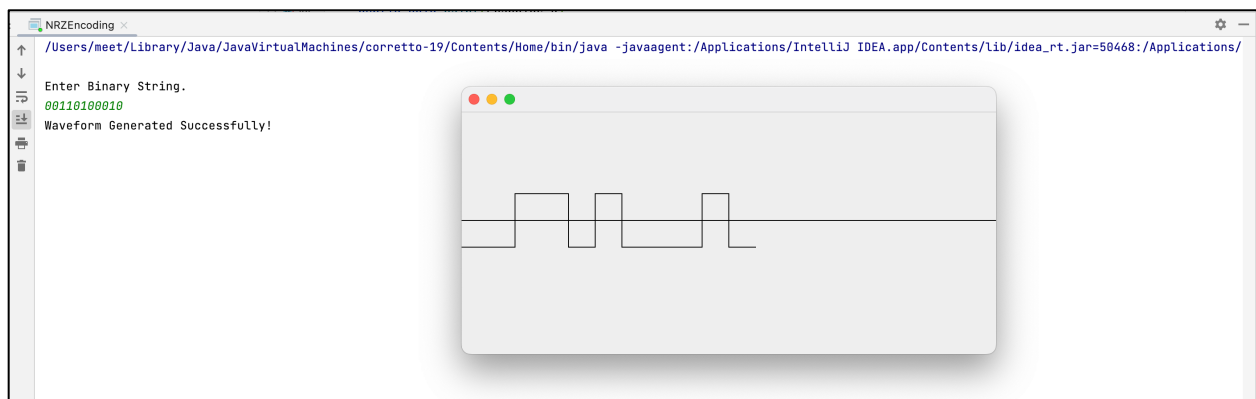 NRZEncoding
/Users/meet/Library/Java/JavaVirtualMachines/corretto-19/Contents/Home/bin/java -javaagent:/Applications/IntelliJ IDEA.app/Contents/lib/idea_rt.jar=50468:/Applications/
Enter Binary String.
00110100010
Waveform Generated Successfully!